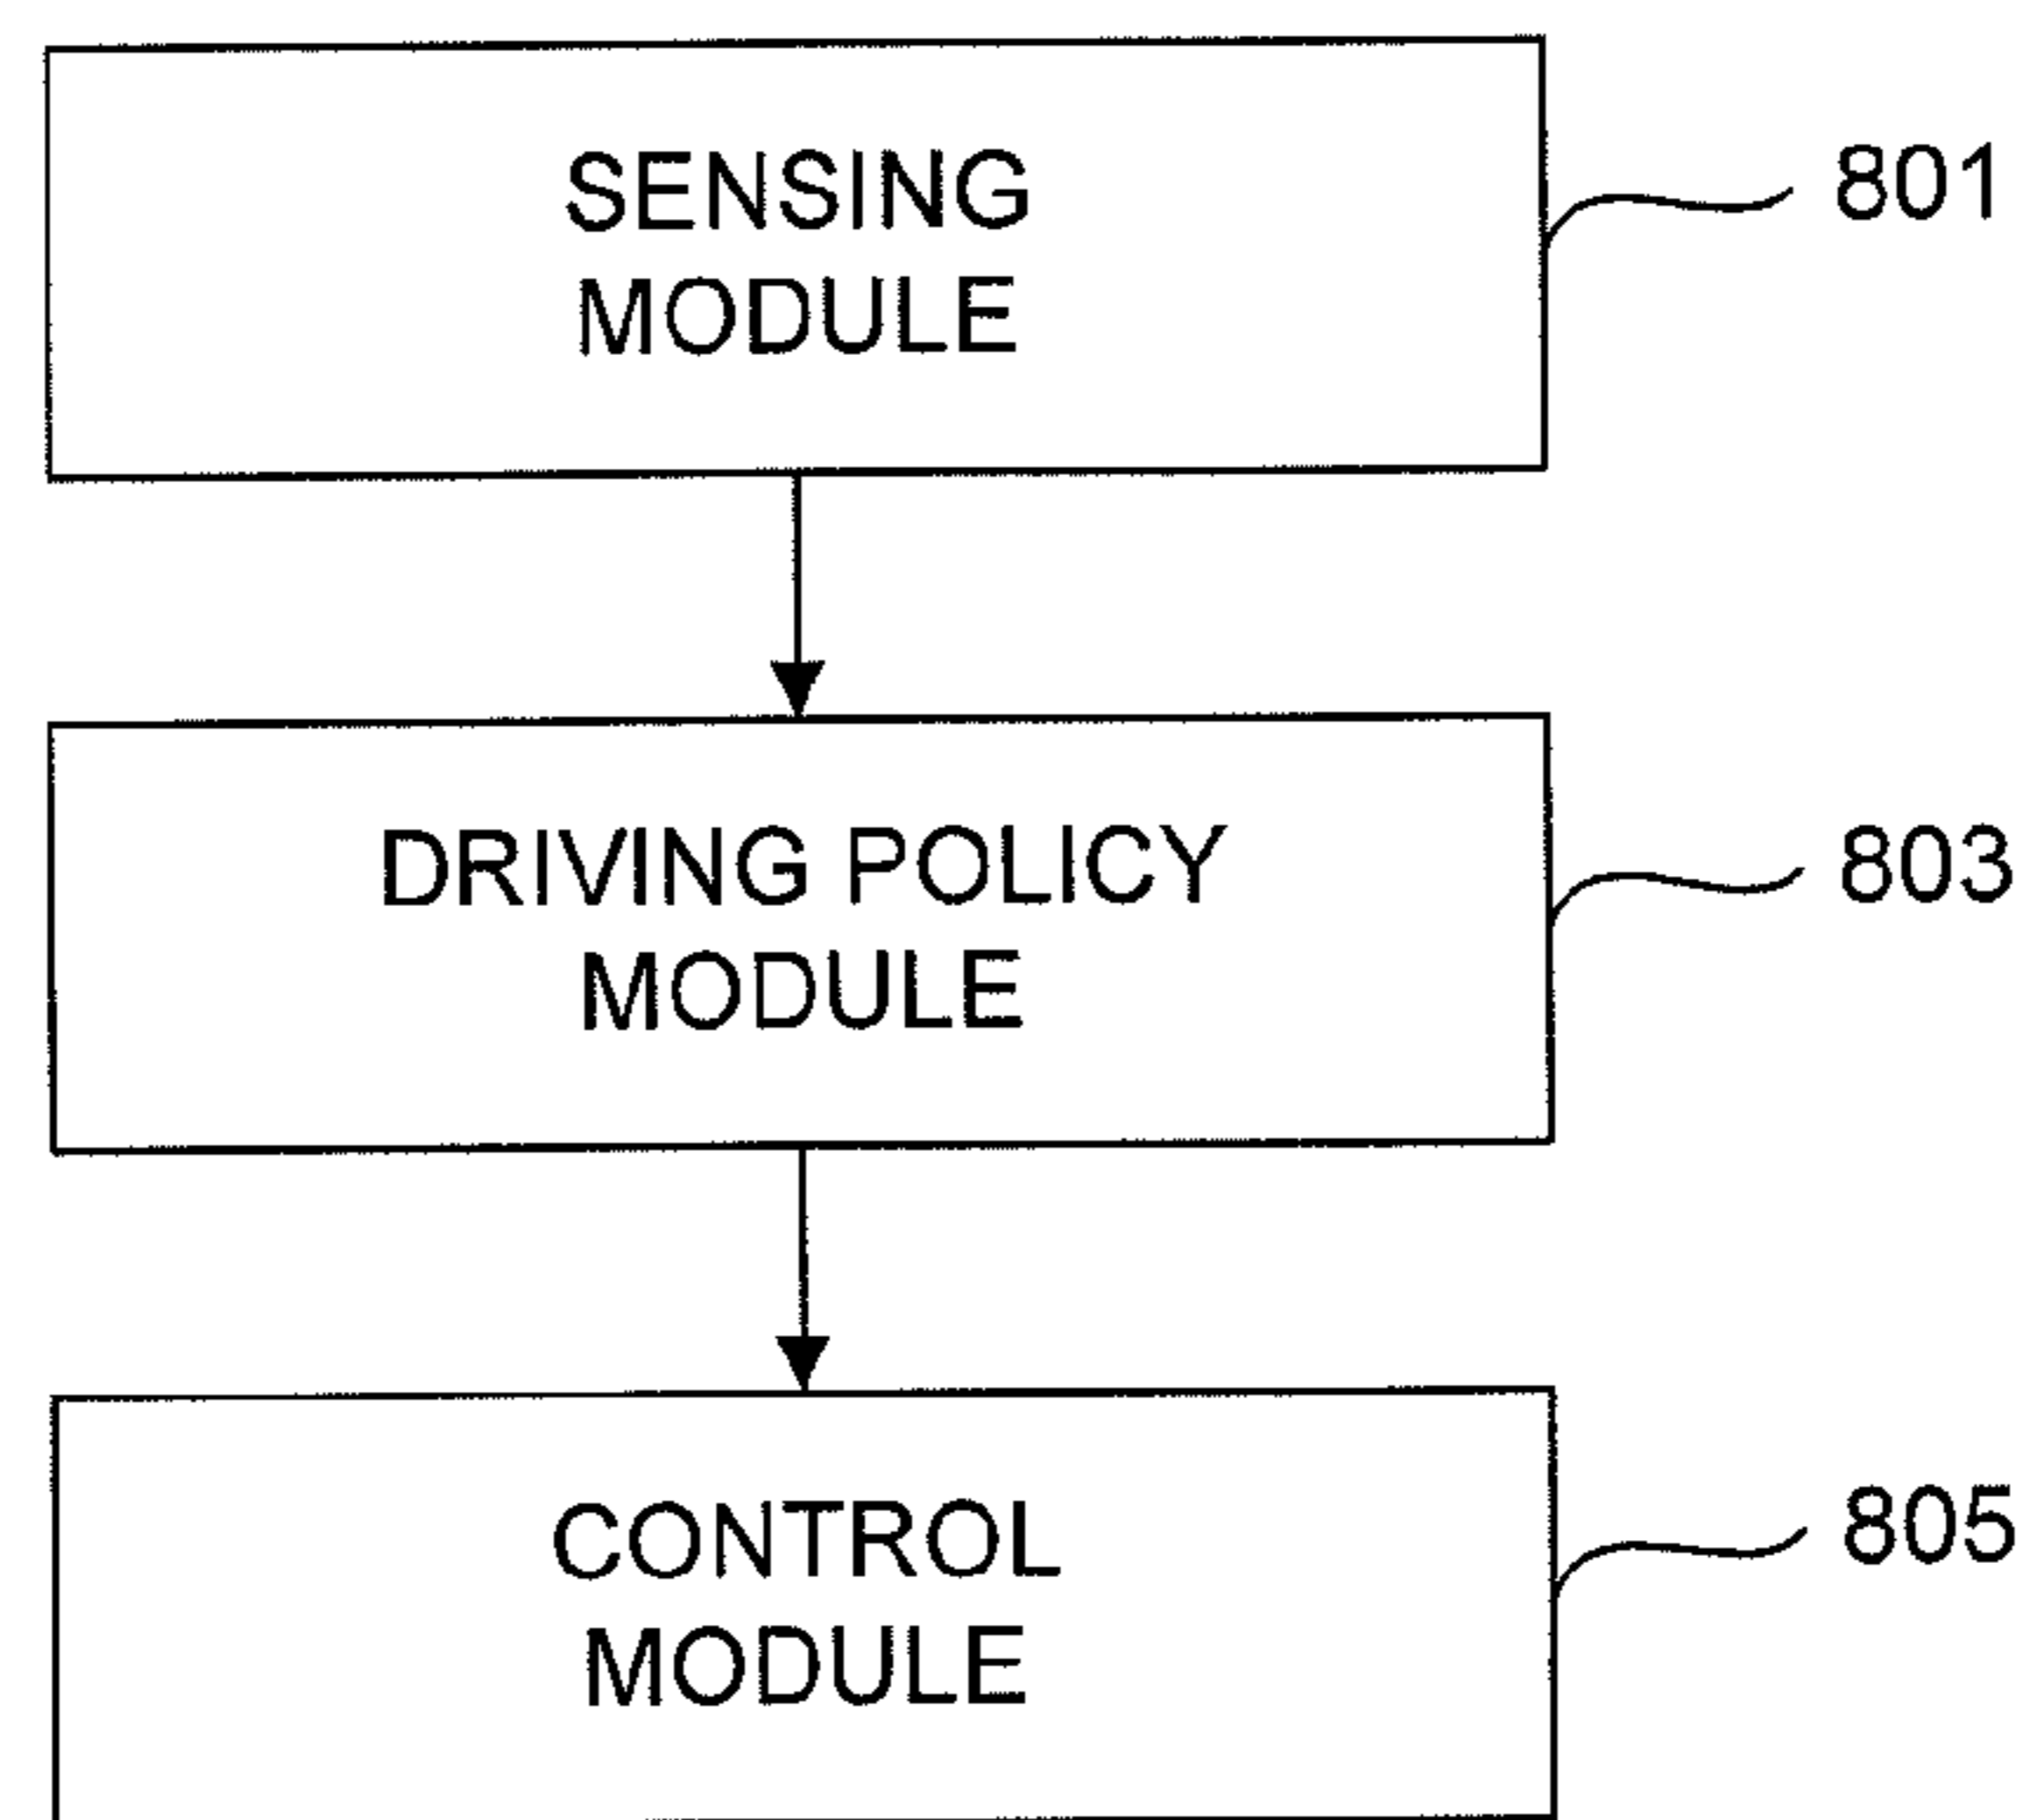 SENSING
MODULE
801
DRIVING POLICY
MODULE
803
CONTROL
MODULE
805